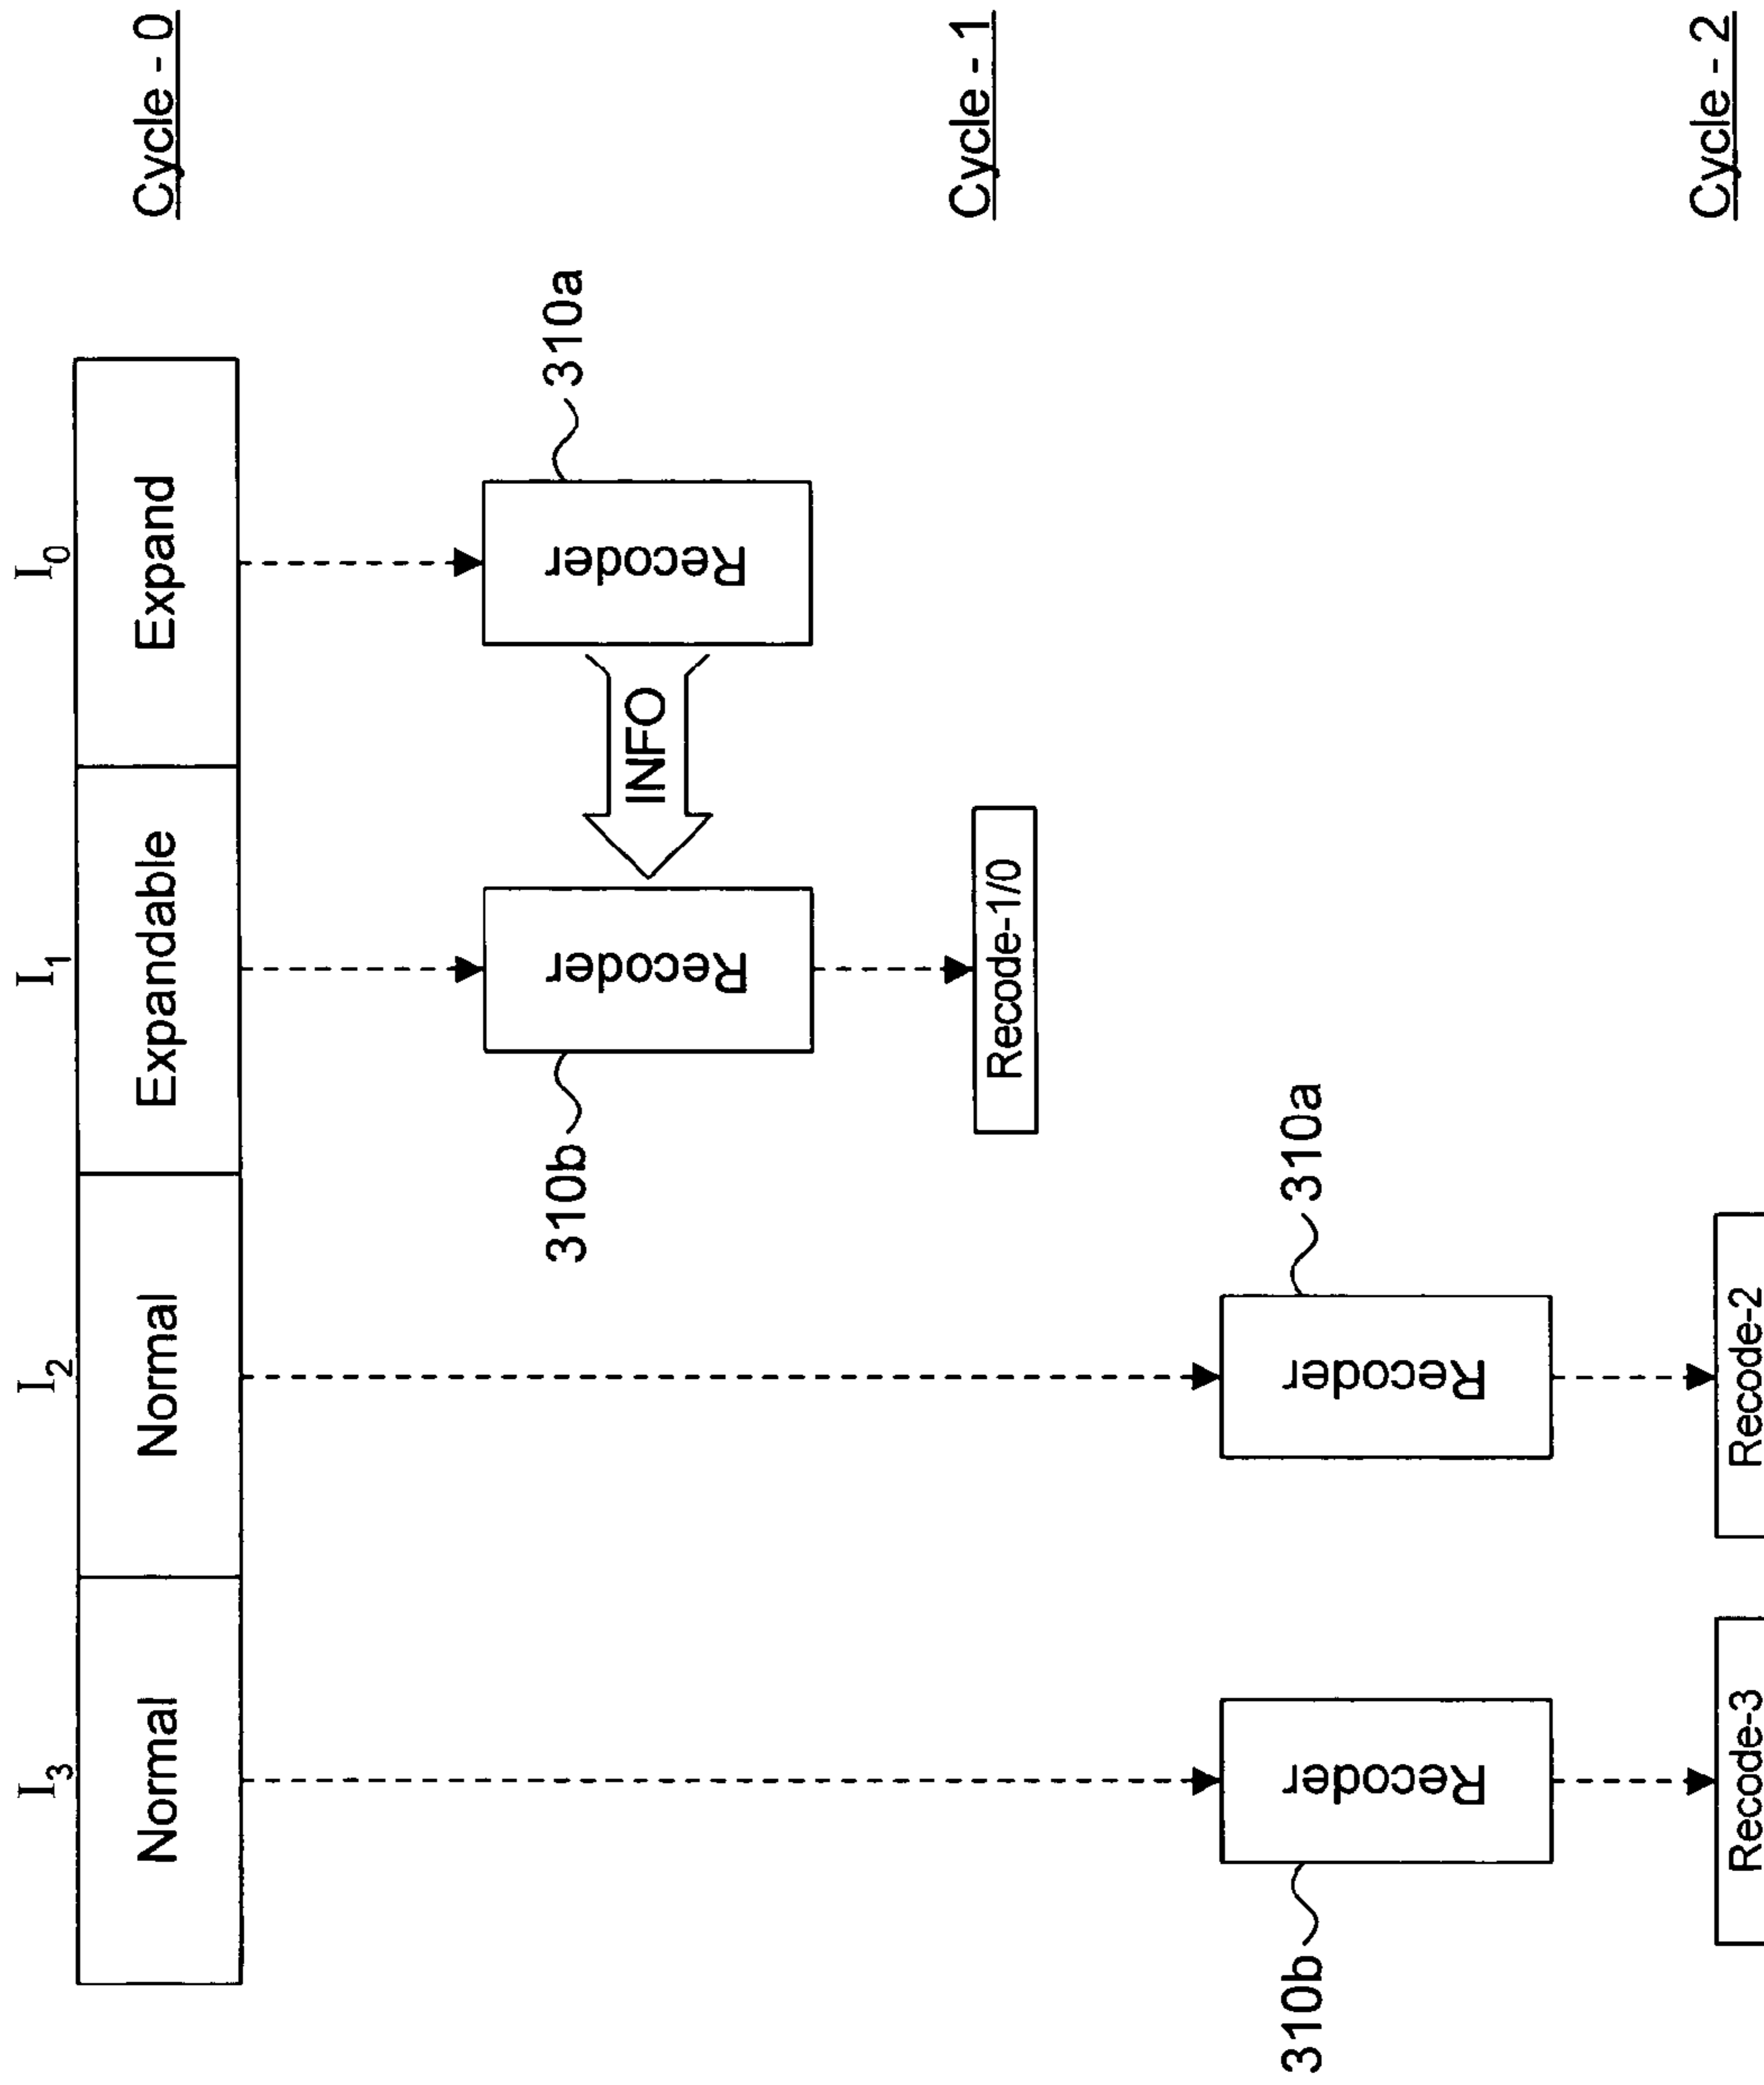 Cycle - 0
Cycle - 1
Cycle - 2
I3
I2
I1
I0
Normal
Normal
Expandable
Expand
310b
Recoder
INFO
Recoder
310a
Recode-1/0
310b
Recoder
Recoder
310a
Recode-3
Recode-2